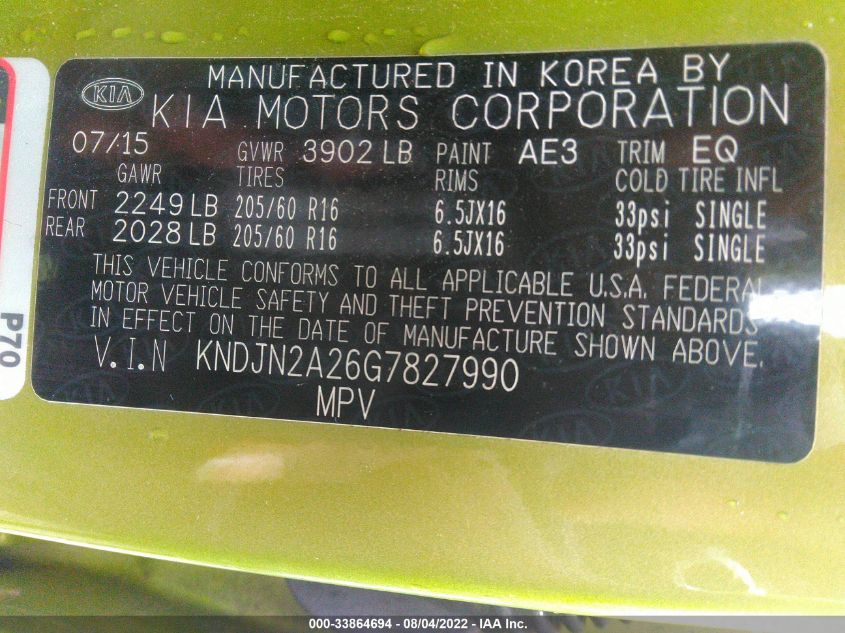 MANUFACTURED IN KOREA BY
KIA KIA MOTORS CORPORATION
07/15 GVWR 3902 LB PAINT AE3 TRIM EQ
GAWR TIRES RIMS COLD TIRE INFL
FRONT 2249 LB 205/60 R16 6.5JX16 33psi SINGLE
REAR 2028 LB 205/60 R16 6.5JX16 33psi SINGLE
THIS VEHICLE CONFORMS TO ALL APPLICABLE U.S.A. FEDERAL
MOTOR VEHICLE SAFETY AND THEFT PREVENTION STANDARDS
IN EFFECT ON THE DATE OF MANUFACTURE SHOWN ABOVE.
V.I.N KNDJN2A26G7827990
MPV
P70
000-33864694 - 08/04/2022 - IAA Inc.